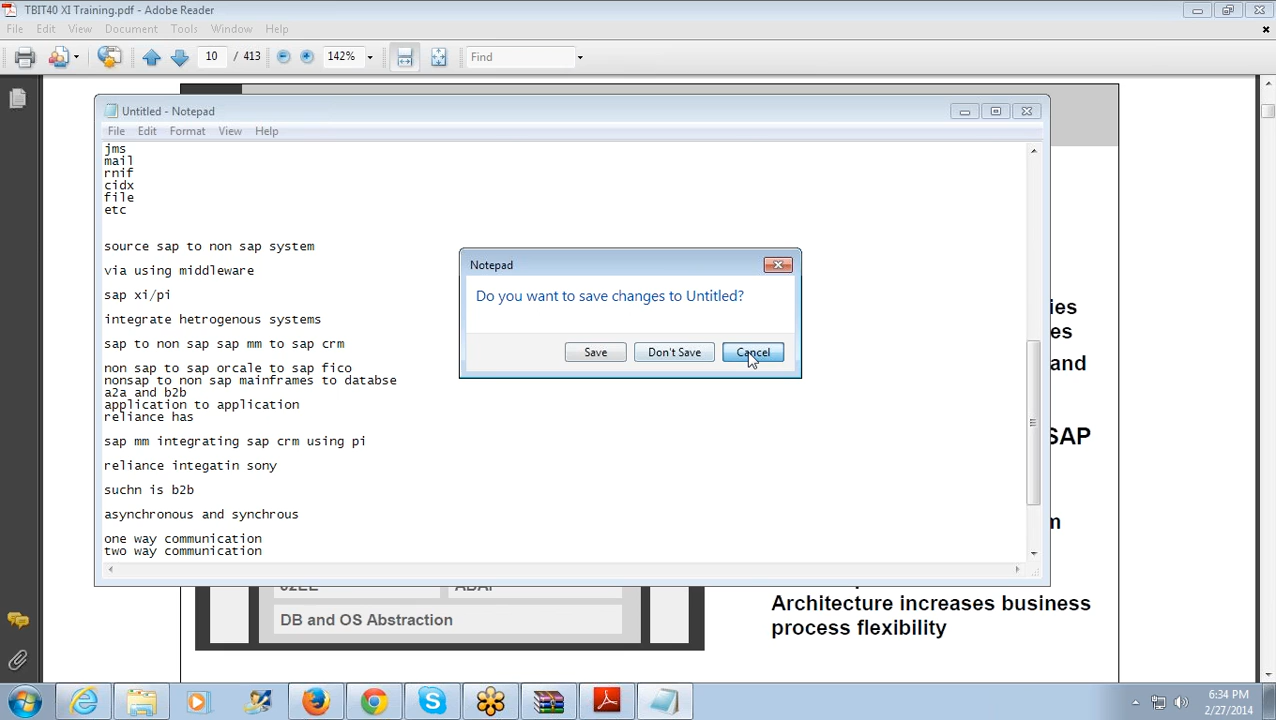 TBIT40 XI Training.pdf - Adobe Reader
File Edit View Document Tools Window Help
10 / 413 142% Find
Untitled - Notepad
File Edit Format View Help
jms
mail
rnif
cidx
file
etc
source sap to non sap system
via using middleware
sap xi/pi
integrate hetrogenous systems
sap to non sap sap mm to sap crm
non sap to sap orcale to sap fico
nonsap to non sap mainframes to databse
a2a and b2b
application to application
reliance has
sap mm integrating sap crm using pi
reliance integatin sony
suchn is b2b
asynchronous and synchrous
one way communication
two way communication
Notepad
Do you want to save changes to Untitled?
Save Don't Save Cancel
and
SAP
DB and OS Abstraction
Architecture increases business
process flexibility
6:34 PM
2/27/2014